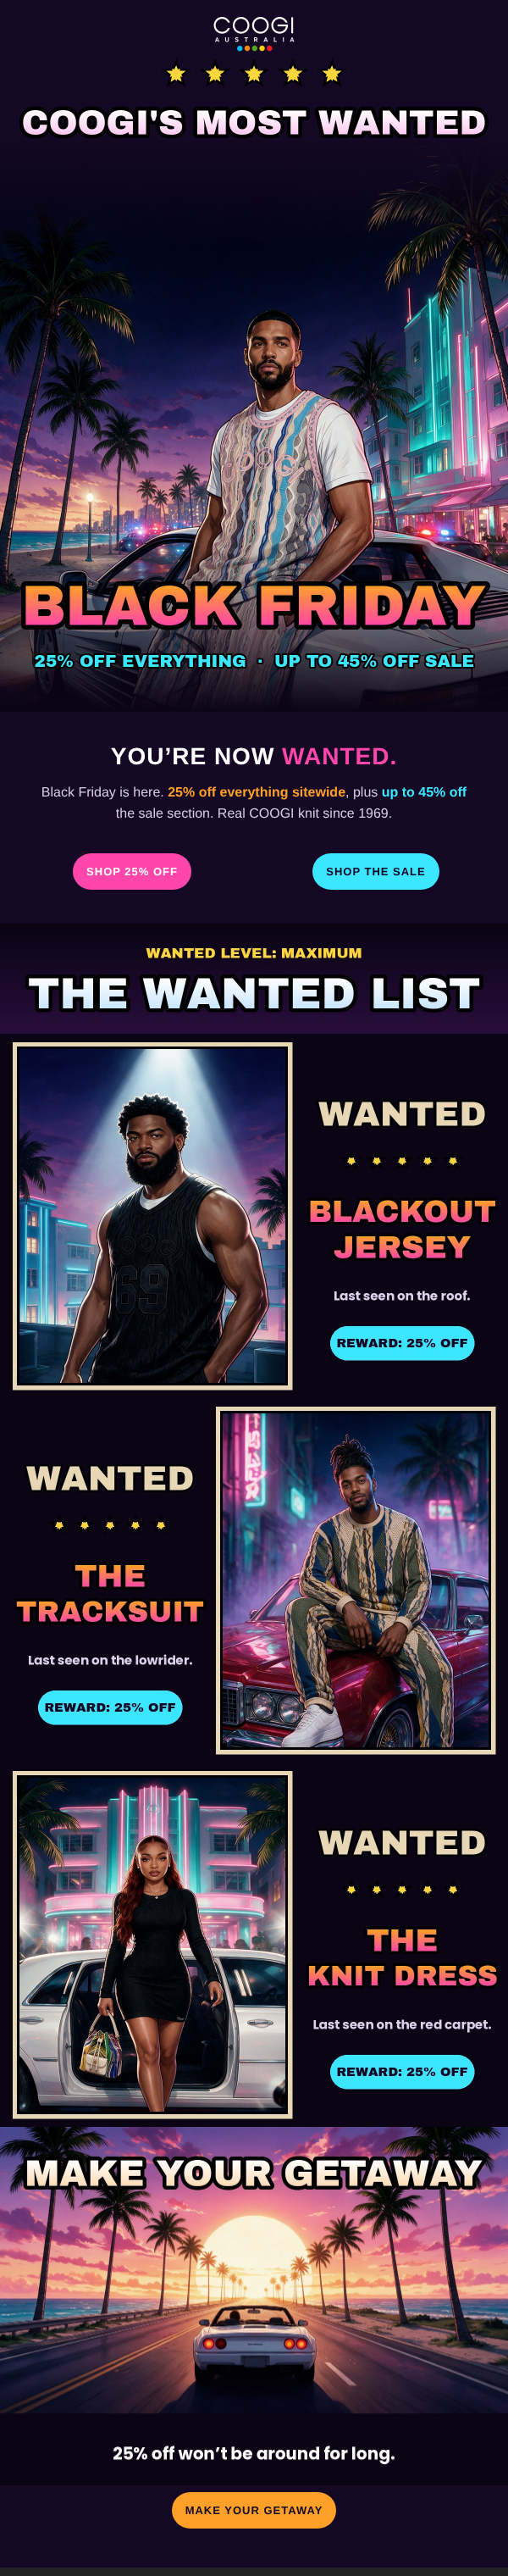 COOGI
AUSTRALIA
COOGI'S MOST WANTED
BLACK FRIDAY
25% OFF EVERYTHING · UP TO 45% OFF SALE
YOU’RE NOW WANTED.
Black Friday is here. 25% off everything sitewide, plus up to 45% off
the sale section. Real COOGI knit since 1969.
SHOP 25% OFF
SHOP THE SALE
WANTED LEVEL: MAXIMUM
THE WANTED LIST
69
WANTED
BLACKOUT
JERSEY
Last seen on the roof.
REWARD: 25% OFF
WANTED
THE
TRACKSUIT
Last seen on the lowrider.
REWARD: 25% OFF
WANTED
THE
KNIT DRESS
Last seen on the red carpet.
REWARD: 25% OFF
MAKE YOUR GETAWAY
25% off won’t be around for long.
MAKE YOUR GETAWAY